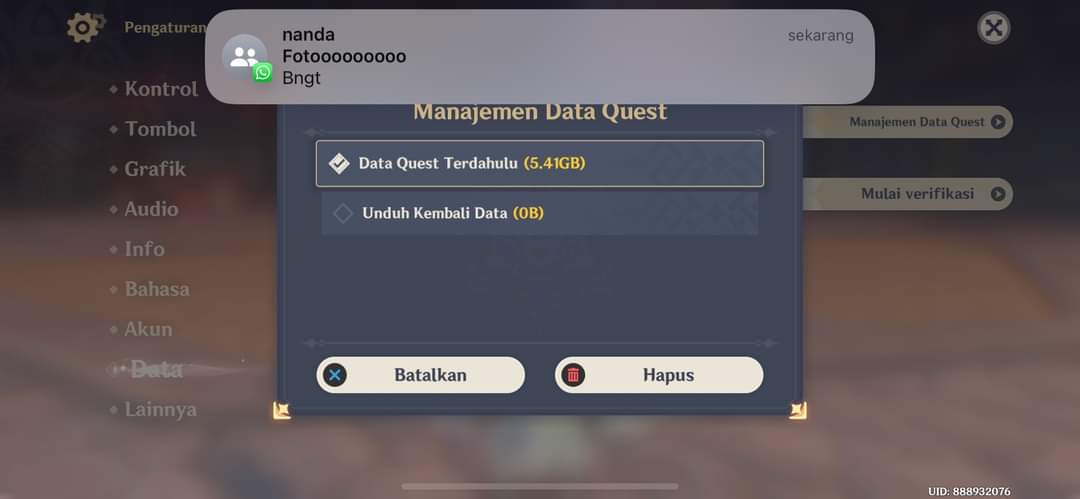 Pengaturan
nanda
sekarang
Fotooooooooo
Bngt
Kontrol
Tombol
Grafik
Audio
Info
Bahasa
Akun
Data
Lainnya
Manajemen Data Quest
Data Quest Terdahulu (5.41GB)
Unduh Kembali Data (0B)
Batalkan
Hapus
Manajemen Data Quest
Mulai verifikasi
UID: 888932076